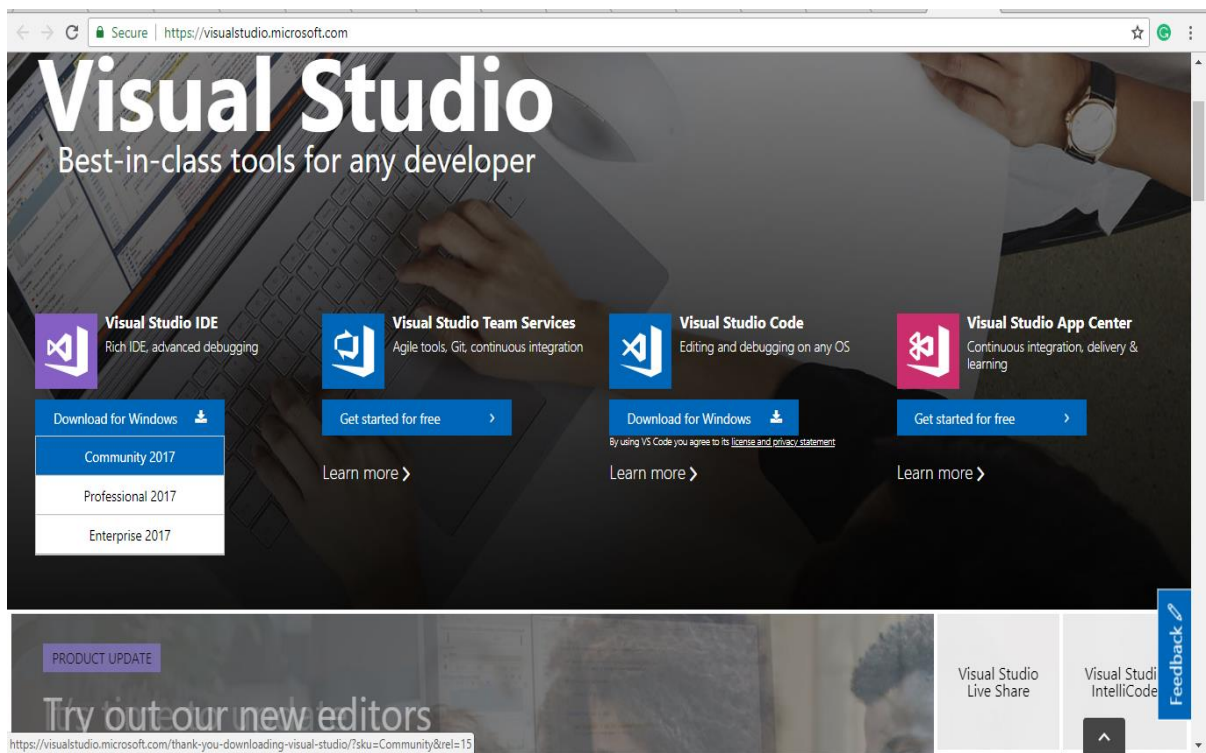 Secure | https://visualstudio.microsoft.com
Visual Studio
Best-in-class tools for any developer
Visual Studio IDE
Rich IDE, advanced debugging
Download for Windows
Community 2017
Professional 2017
Enterprise 2017
Visual Studio Team Services
Agile tools, Git, continuous integration
Get started for free
Learn more
Visual Studio Code
Editing and debugging on any OS
Download for Windows
By using VS Code you agree to its license and privacy statement
Learn more
Visual Studio App Center
Continuous integration, delivery &
learning
Get started for free
Learn more
Feedback
PRODUCT UPDATE
Try out our new editors
Visual Studio
Live Share
Visual Studi
IntelliCode
https://visualstudio.microsoft.com/thank-you-downloading-visual-studio/?sku=Community&rel=15